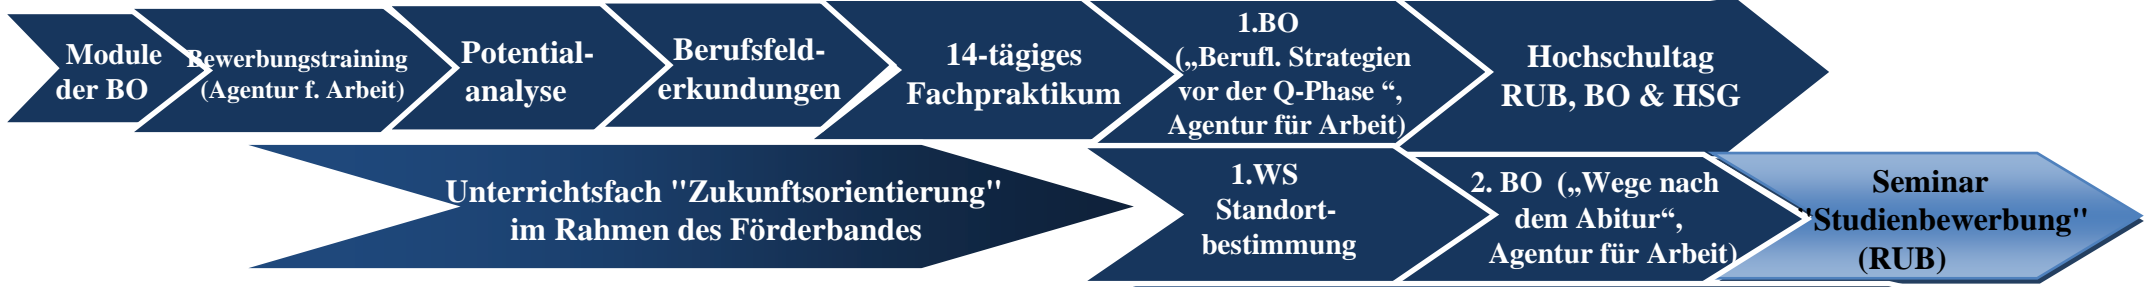 Module
der BO
Bewerbungstraining
(Agentur f. Arbeit)
Potential-
analyse
Berufsfeld-
erkundungen
14-tägiges
Fachpraktikum
1.BO
(„Berufl. Strategien
vor der Q-Phase “,
Agentur für Arbeit)
Hochschultag
RUB, BO & HSG
Unterrichtsfach "Zukunftsorientierung"
im Rahmen des Förderbandes
1.WS
Standort-
bestimmung
2. BO („Wege nach
dem Abitur“,
Agentur für Arbeit)
Seminar
"Studienbewerbung"
(RUB)